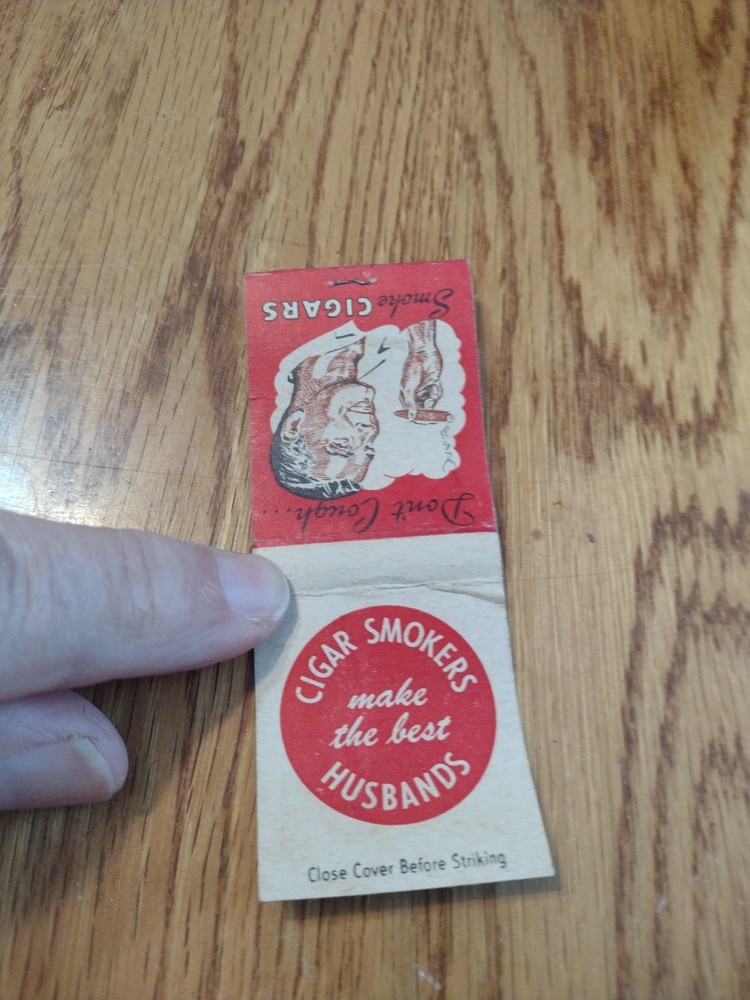 Smoke CIGARS
Don't Cough...
CIGAR SMOKERS
make
the best
HUSBANDS
Close Cover Before Striking